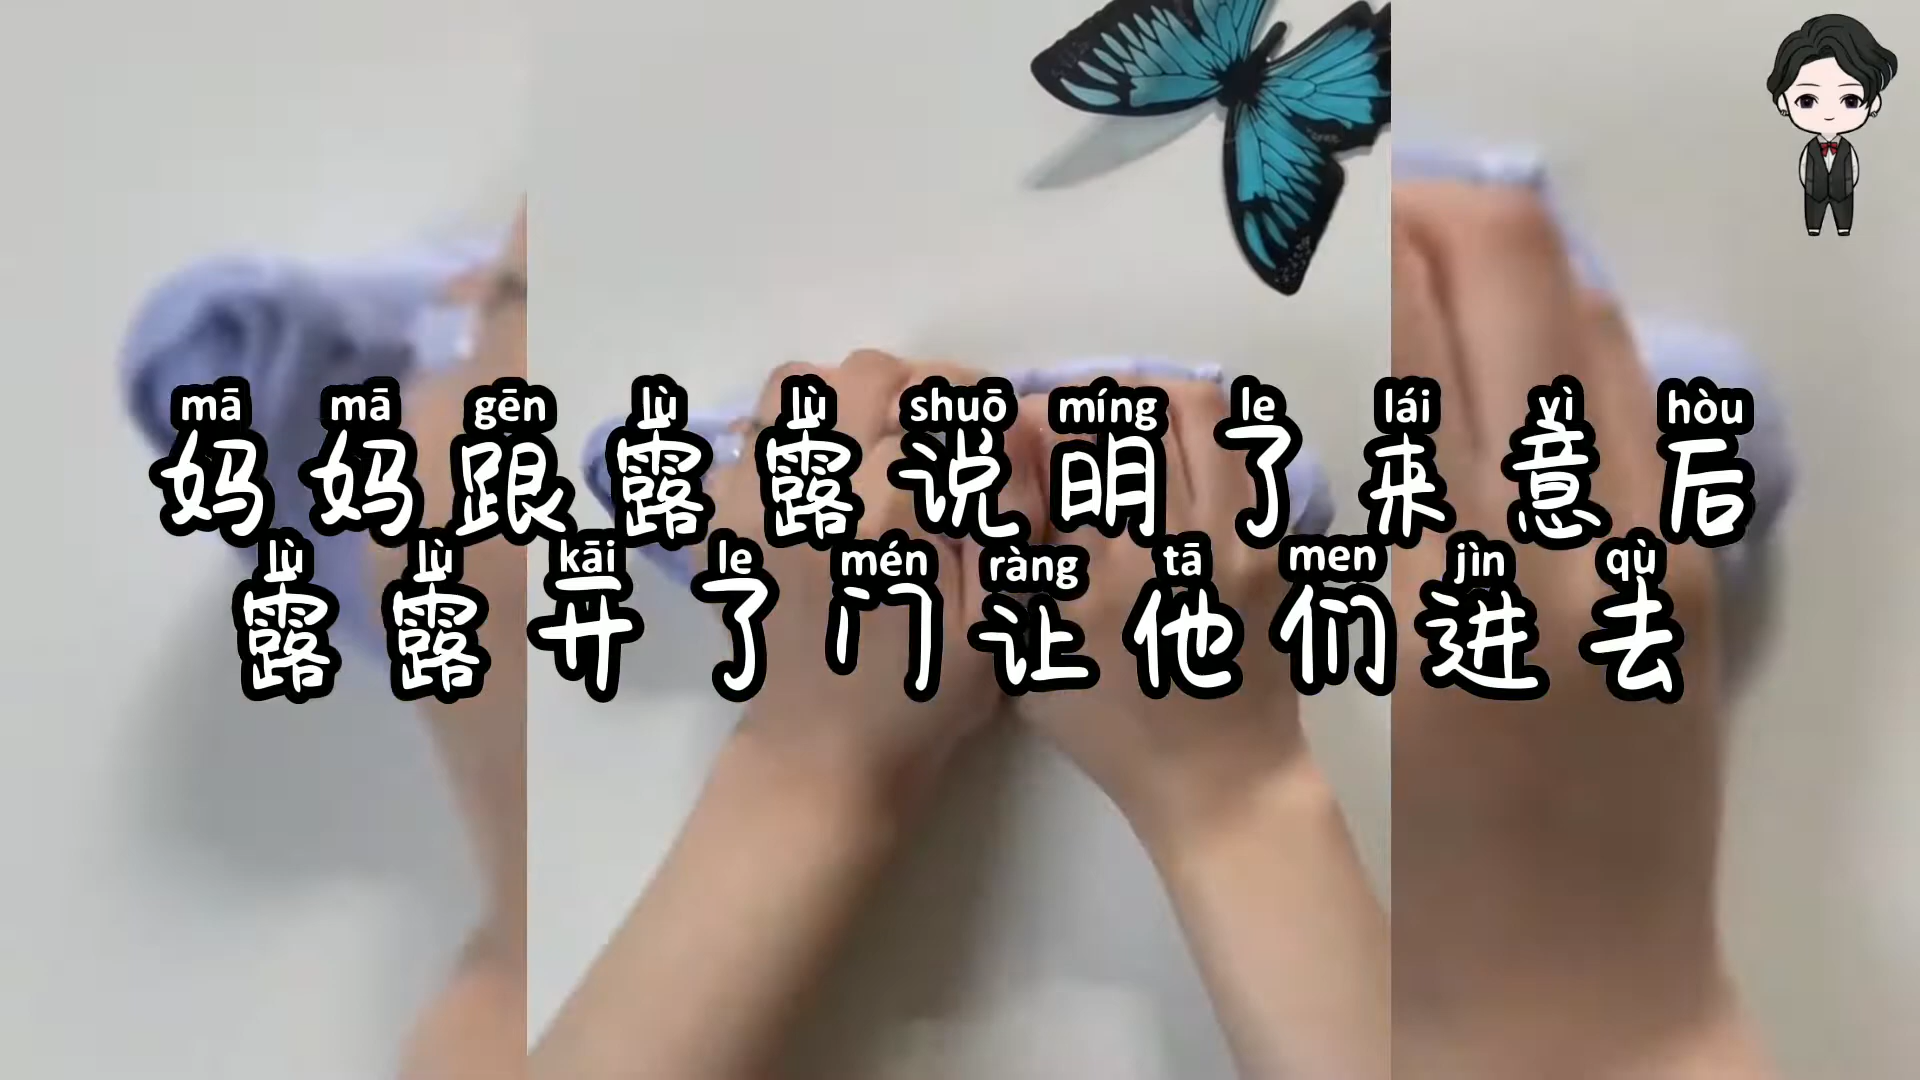 mā mā gēn lù lù shuō míng le lái yì hòu
妈妈跟露露说明了来意后
lù lù kāi le mén ràng tā men jìn qù
露露开了门让他们进去